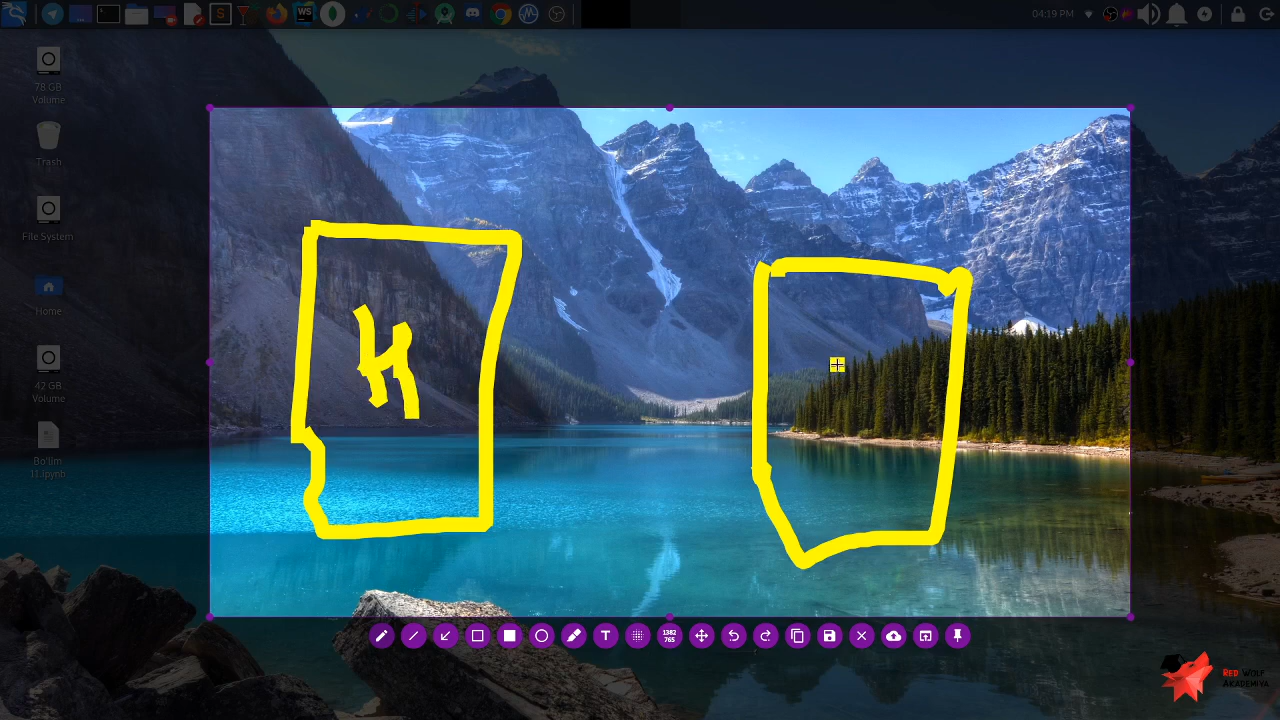 S
WS
04:19 PM
78 GB
Volume
Trash
File System
Home
42 GB
Volume
Bo'lim
11.ipynb
H
T
1382
765
RED WOLF
AKADEMIYA